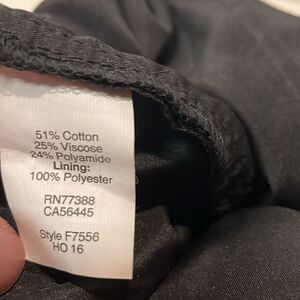 51% Cotton
25% Viscose
24% Polyamide
Lining:
100% Polyester
RN77388
CA56445
Style F7556
HO 16